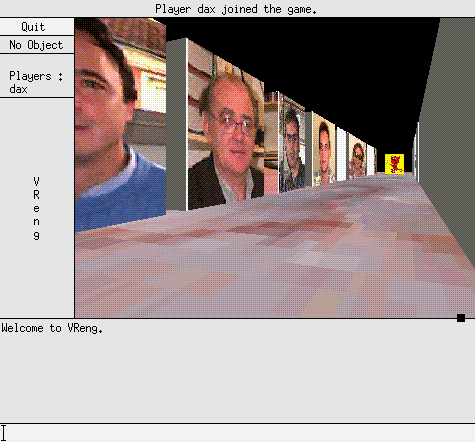 Player dax joined the game.
Quit
No Object
Players :
dax
V
R
e
n
g
Welcome to VReng.